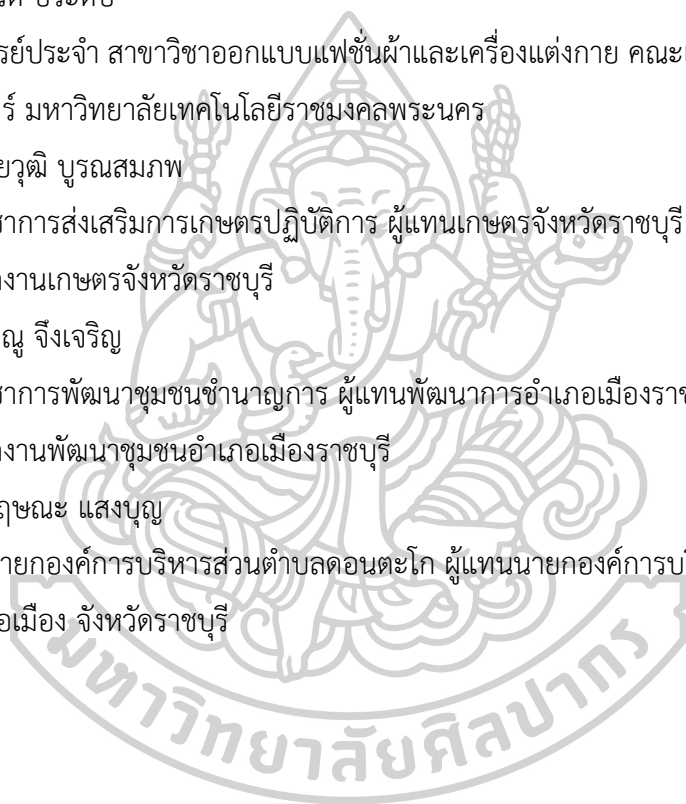 ประจำ สาขาวิชาออกแบบแฟชั่นผ้าและเครื่องแต่งกาย
มหาวิทยาลัยเทคโนโลยีราชมงคลพระนคร
บูรณสมภพ
การส่งเสริมการเกษตรปฏิบัติการ ผู้แทนเกษตรจังหวัดราชบุรี
งานเกษตรจังหวัดราชบุรี
จึงเจริญ
การพัฒนาชุมชนชำนาญการ ผู้แทนพัฒนาการอำเภอเมืองราช
งานพัฒนาชุมชนอำเภอเมืองราชบุรี
ฤษณะ แสงบุญ
ายกองค์การบริหารส่วนตำบลดอนตะโก ผู้แทนนายกองค์การบริ
อเมือง จังหวัดราชบุรี
มหาวิทยาลัยศิลปากร